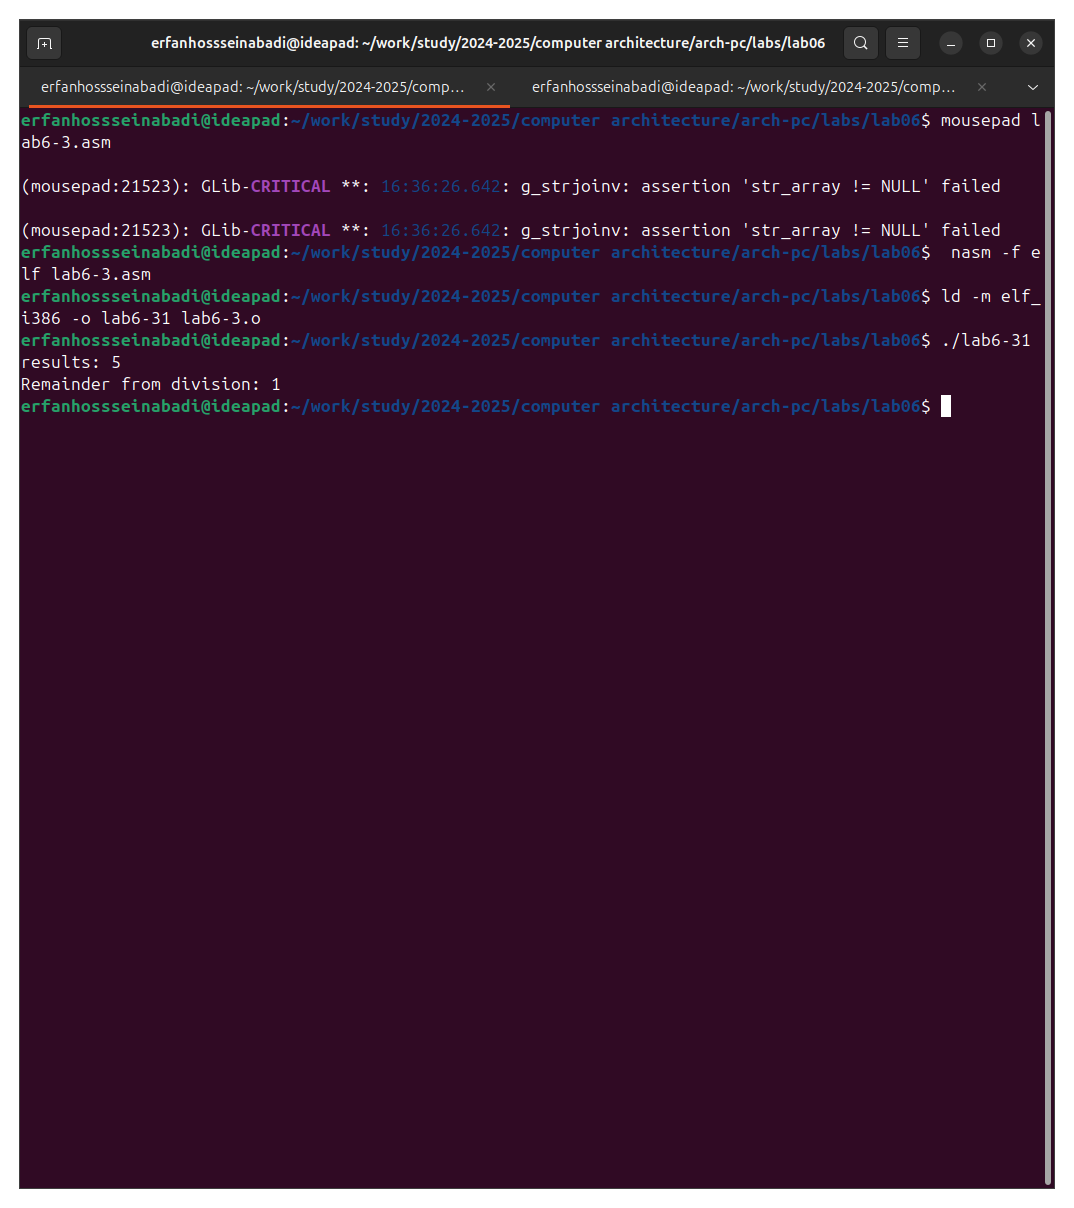 erfanhossseinabadi@ideapad: ~/work/study/2024-2025/computer architecture/arch-pc/labs/lab06
erfanhossseinabadi@ideapad: ~/work/study/2024-2025/comp... erfanhossseinabadi@ideapad: ~/work/study/2024-2025/comp...
erfanhossseinabadi@ideapad:~/work/study/2024-2025/computer architecture/arch-pc/labs/lab06$ mousepad l
ab6-3.asm
(mousepad:21523): GLib-CRITICAL **: 16:36:26.642: g_strjoinv: assertion 'str_array != NULL' failed
(mousepad:21523): GLib-CRITICAL **: 16:36:26.642: g_strjoinv: assertion 'str_array != NULL' failed
erfanhossseinabadi@ideapad:~/work/study/2024-2025/computer architecture/arch-pc/labs/lab06$  nasm -f e
lf lab6-3.asm
erfanhossseinabadi@ideapad:~/work/study/2024-2025/computer architecture/arch-pc/labs/lab06$ ld -m elf_
i386 -o lab6-31 lab6-3.o
erfanhossseinabadi@ideapad:~/work/study/2024-2025/computer architecture/arch-pc/labs/lab06$ ./lab6-31
results: 5
Remainder from division: 1
erfanhossseinabadi@ideapad:~/work/study/2024-2025/computer architecture/arch-pc/labs/lab06$